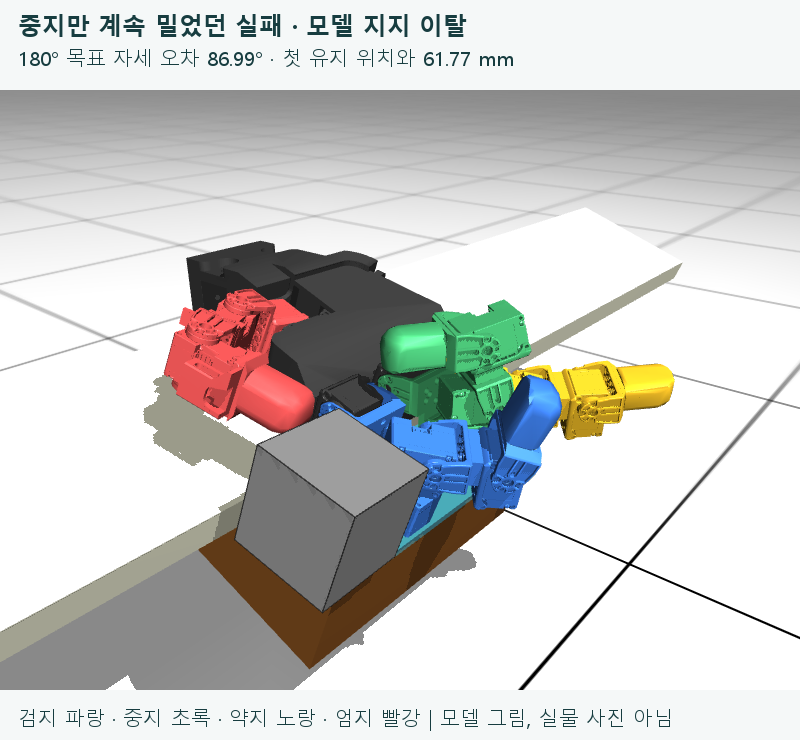 중지만 계속 밀었던 실패 · 모델 지지 이탈
180° 목표 자세 오차 86.99° · 첫 유지 위치와 61.77 mm
검지 파랑 · 중지 초록 · 약지 노랑 · 엄지 빨강 | 모델 그림, 실물 사진 아님